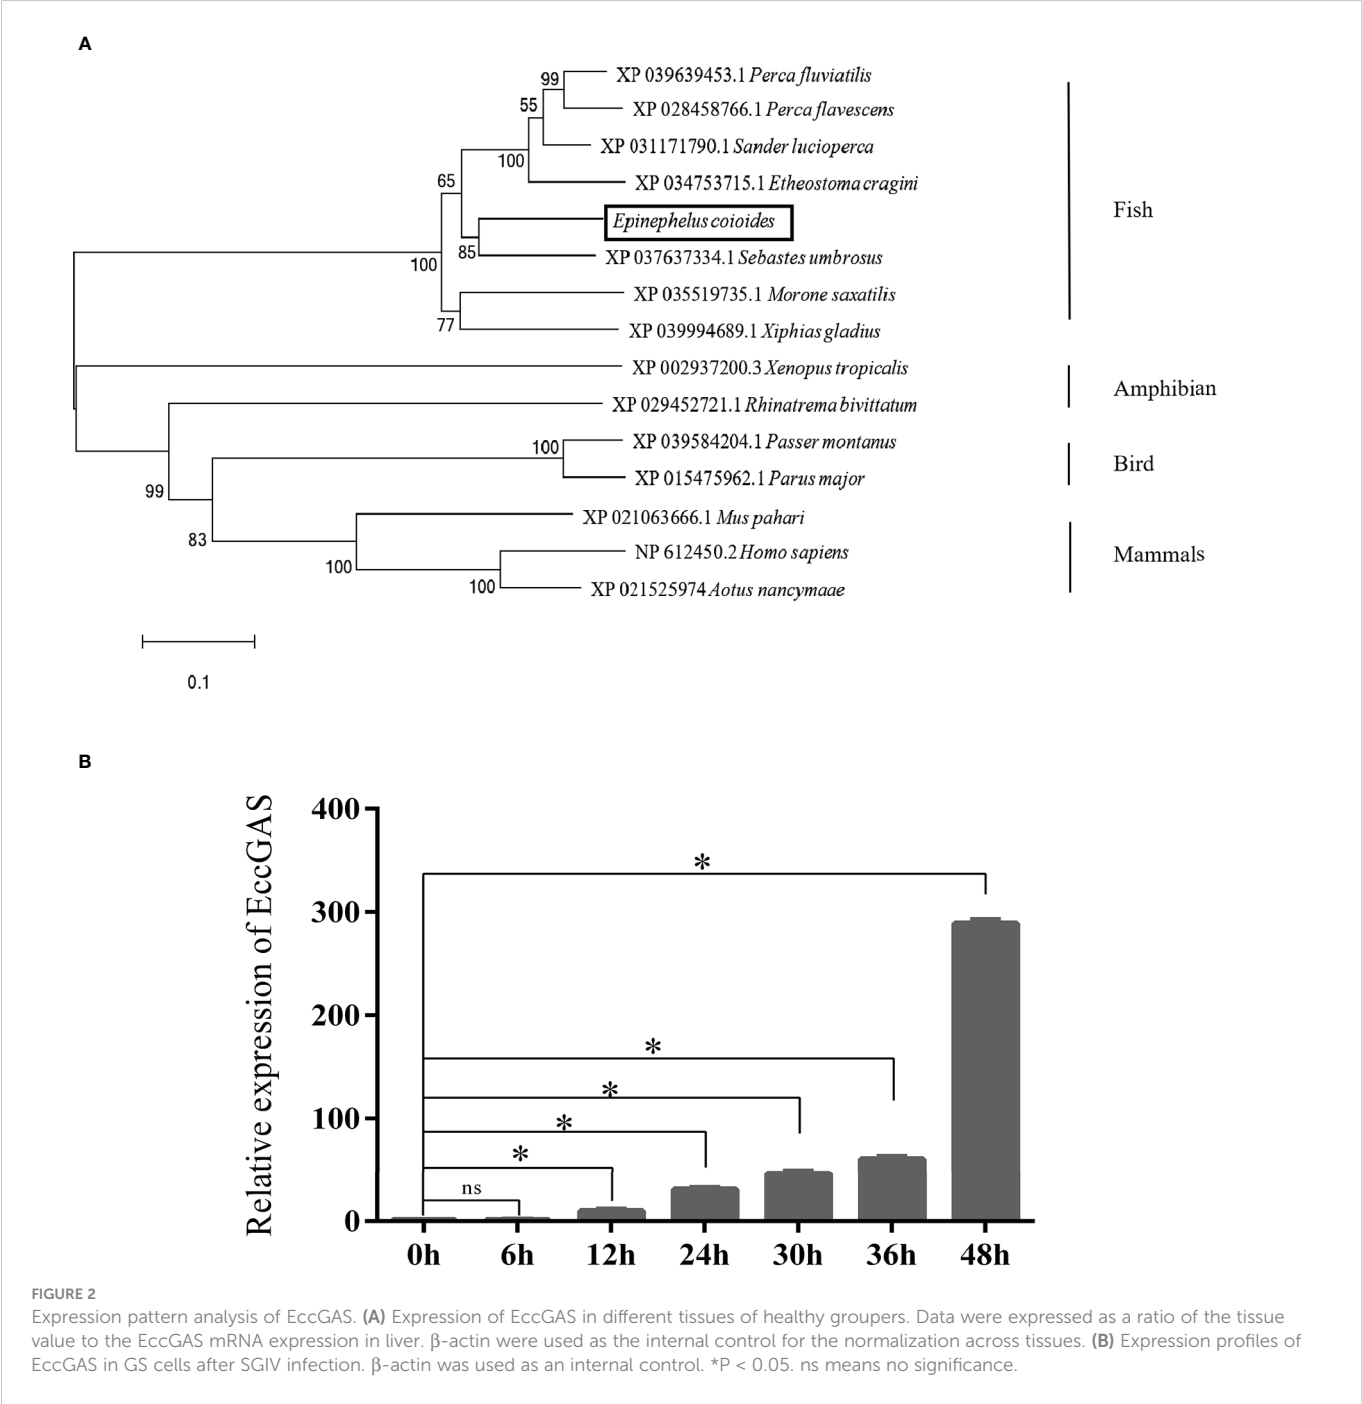 A
99
XP 039639453.1 Perca fluviatilis
55
XP 028458766.1 Perca flavescens
XP 031171790.1 Sander lucioperca
100
XP 034753715.1 Etheostoma cragini
65
Epinephelus coioides
85
XP 037637334.1 Sebastes umbrosus
100
XP 035519735.1 Morone saxatilis
77
XP 039994689.1 Xiphias gladius
Fish
XP 002937200.3 Xenopus tropicalis
Amphibian
XP 029452721.1 Rhinatrema bivittatum
100
XP 039584204.1 Passer montanus
Bird
XP 015475962.1 Parus major
99
XP 021063666.1 Mus pahari
83
NP 612450.2 Homo sapiens
Mammals
100
100
XP 021525974 Aotus nancymaae
0.1
B
Relative expression of EccGAS
400
300
200
100
0
*
*
*
*
*
ns
0h 6h 12h 24h 30h 36h 48h
FIGURE 2
Expression pattern analysis of EccGAS. (A) Expression of EccGAS in different tissues of healthy groupers. Data were expressed as a ratio of the tissue
value to the EccGAS mRNA expression in liver. β-actin were used as the internal control for the normalization across tissues. (B) Expression profiles of
EccGAS in GS cells after SGIV infection. β-actin was used as an internal control. *P < 0.05. ns means no significance.